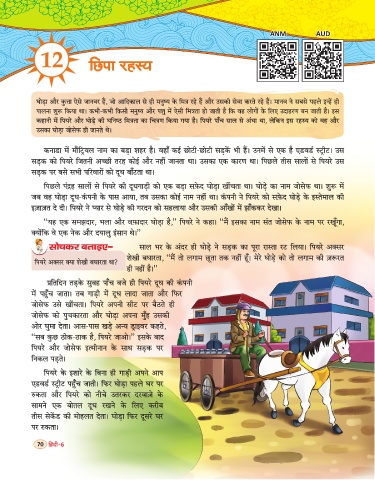 ANM AUD
12 छिपा रहस्य
घोड़ा और कुत्ता ऐसे जानवर हैं, जो आदिकाल से ही मनुष्य के मित्र रहे हैं और उसकी सेवा करते रहे हैं। मानव ने सबसे पहले इन्हें ही
पालना शुरू किया था। कभी-कभी किसी मनुष्य और पशु में ऐसी मित्रता हो जाती है कि वह लोगों के लिए उदाहरण बन जाती है। इस
कहानी में पियरे और घोड़े की घनिष्ठ मित्रता का चित्रण किया गया है। पियरे पाँच साल से अंधा था, लेकिन इस रहस्य को वह और
उसका घोड़ा जोसेफ ही जानते थे।
कनाडा में मॉन्ट्रियल नाम का बड़ा शहर है। वहाँ कई छोटी-छोटी सड़कें भी हैं। उनमें से एक है एडवर्ड स्ट्रीट। उस
सड़क को पियरे जितनी अच्छी तरह कोई और नहीं जानता था। उसका एक कारण था। पिछले तीस सालों से पियरे उस
सड़क पर बसे सभी परिवारों को दूध बाँटता था।
पिछले पंद्रह सालों से पियरे की दूधगाड़ी को एक बड़ा सफ़ेद घोड़ा खींचता था। घोड़े का नाम जोसेफ था। शुरू में
जब वह घोड़ा दूध-कंपनी के पास आया, तब उसका कोई नाम नहीं था। कंपनी ने पियरे को सफ़ेद घोड़े के इस्तेमाल की
इजाज़त दे दी। पियरे ने प्यार से घोड़े की गरदन को सहलाया और उसकी आँखों में झाँककर देखा।
"यह एक समझदार, भला और वफ़ादार घोड़ा है," पियरे ने कहा। "मैं इसका नाम संत जोसेफ के नाम पर रखूँगा,
क्योंकि वे एक नेक और दयालु इंसान थे।"
सोचकर बताइए–
पियरे अक्सर क्या शेखी बघारता था?
साल भर के अंदर ही घोड़े ने सड़क का पूरा रास्ता रट लिया। पियरे अक्सर
शेखी बघारता, "मैं तो लगाम छूता तक नहीं हूँ। मेरे घोड़े को तो लगाम की ज़रूरत
ही नहीं है।"
प्रतिदिन तड़के सुबह पाँच बजे ही पियरे दूध की कंपनी
में पहुँच जाता। तब गाड़ी में दूध लादा जाता और फिर
जोसेफ उसे खींचता। पियरे अपनी सीट पर बैठते ही
जोसेफ को पुचकारता और घोड़ा अपना मुँह उसकी
ओर घुमा देता। आस-पास खड़े अन्य ड्राइवर कहते,
"सब कुछ ठीक-ठाक है, पियरे जाओ।" इसके बाद
पियरे और जोसेफ इत्मीनान के साथ सड़क पर
निकल पड़ते।
पियरे के इशारे के बिना ही गाड़ी अपने आप
एडवर्ड स्ट्रीट पहुँच जाती। फिर घोड़ा पहले घर पर
रुकता और पियरे को नीचे उतरकर दरवाज़े के
सामने एक बोतल दूध रखने के लिए करीब
तीस सेकेंड की मोहलत देता। घोड़ा फिर दूसरे घर
पर रुकता।
70 हिन्दी-6